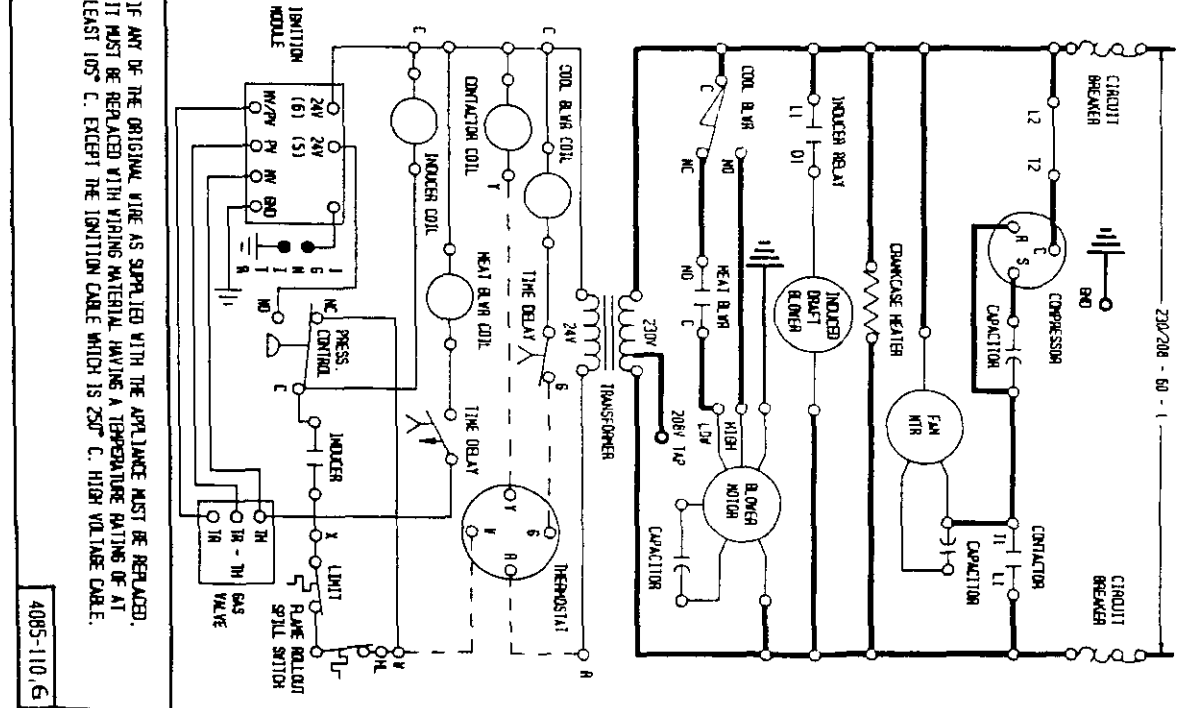 230/208 - 60 - 1
CIRCUIT
BREAKER
CIRCUIT
BREAKER
L2
T2
GND
COMPRESSOR
C
S
R
CAPACITOR
CONTACTOR
T1
L1
FAN
MTR
CAPACITOR
CRANKCASE HEATER
INDUCER RELAY
L1
D1
INDUCED
DRAFT
BLOWER
COOL BLWR
C
NO
NC
HEAT BLWR
NO
C
HIGH
LOW
BLOWER
MOTOR
CAPACITOR
230V
208V TAP
24V
TRANSFORMER
COOL BLWR COIL
C
TIME DELAY
G
R
CONTACTOR COIL
Y
THERMOSTAT
Y
G
W
R
HEAT BLWR COIL
TIME DELAY
C
INDUCER COIL
IGNITION
MODULE
24V
(G)
24V
(S)
MV/PV
PV
MV
GND
I
G
N
I
T
R
NC
NO
PRESS.
CONTROL
C
INDUCER
X
LIMIT
FLAME ROLLOUT
SPILL SWITCH
ML
W
TH
TR - TH
TR
GAS
VALVE
IF ANY OF THE ORIGINAL WIRE AS SUPPLIED WITH THE APPLIANCE MUST BE REPLACED,
IT MUST BE REPLACED WITH WIRING MATERIAL HAVING A TEMPERATURE RATING OF AT
LEAST 105° C. EXCEPT THE IGNITION CABLE WHICH IS 250° C. HIGH VOLTAGE CABLE.
4085-110.G